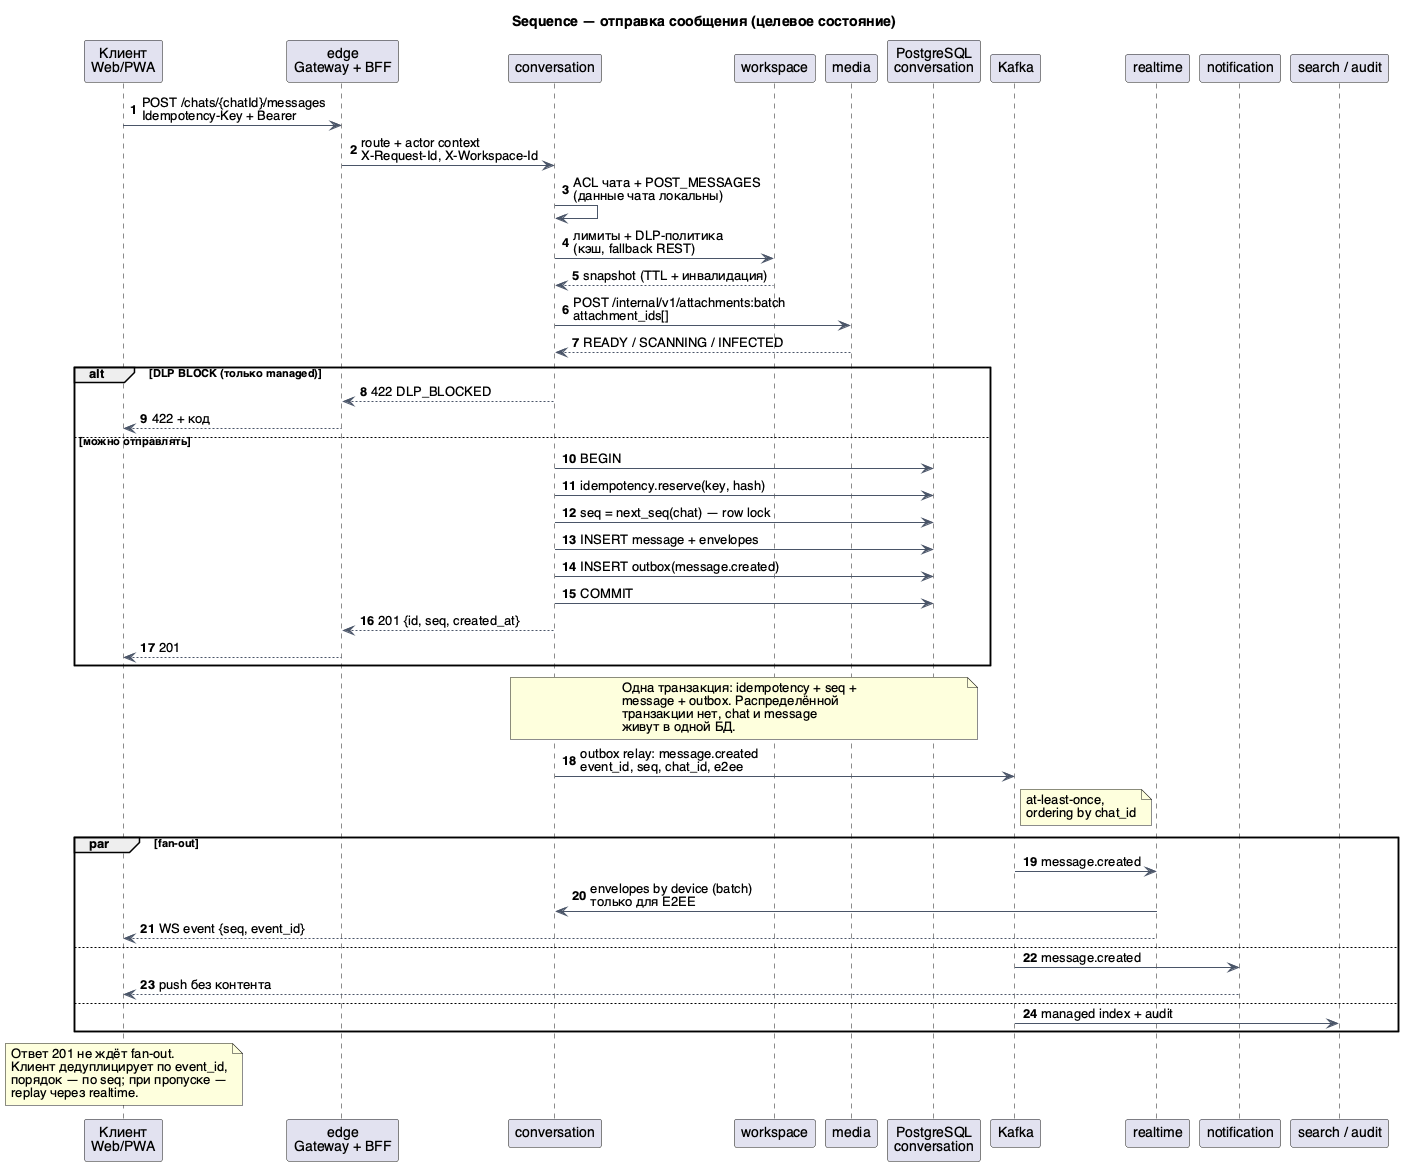 Sequence — отправка сообщения (целевое состояние)
Клиент
Web/PWA
edge
Gateway + BFF
conversation
workspace
media
PostgreSQL
conversation
Kafka
realtime
notification
search / audit
1 POST /chats/{chatId}/messages
Idempotency-Key + Bearer
2 route + actor context
X-Request-Id, X-Workspace-Id
3 ACL чата + POST_MESSAGES
(данные чата локальны)
4 лимиты + DLP-политика
(кэш, fallback REST)
5 snapshot (TTL + инвалидация)
6 POST /internal/v1/attachments:batch
attachment_ids[]
7 READY / SCANNING / INFECTED
alt [DLP BLOCK (только managed)]
8 422 DLP_BLOCKED
9 422 + код
[можно отправлять]
10 BEGIN
11 idempotency.reserve(key, hash)
12 seq = next_seq(chat) — row lock
13 INSERT message + envelopes
14 INSERT outbox(message.created)
15 COMMIT
16 201 {id, seq, created_at}
17 201
Одна транзакция: idempotency + seq +
message + outbox. Распределённой
транзакции нет, chat и message
живут в одной БД.
18 outbox relay: message.created
event_id, seq, chat_id, e2ee
at-least-once,
ordering by chat_id
par [fan-out]
19 message.created
20 envelopes by device (batch)
только для E2EE
21 WS event {seq, event_id}
22 message.created
23 push без контента
24 managed index + audit
Ответ 201 не ждёт fan-out.
Клиент дедуплицирует по event_id,
порядок — по seq; при пропуске —
replay через realtime.
Клиент
Web/PWA
edge
Gateway + BFF
conversation
workspace
media
PostgreSQL
conversation
Kafka
realtime
notification
search / audit